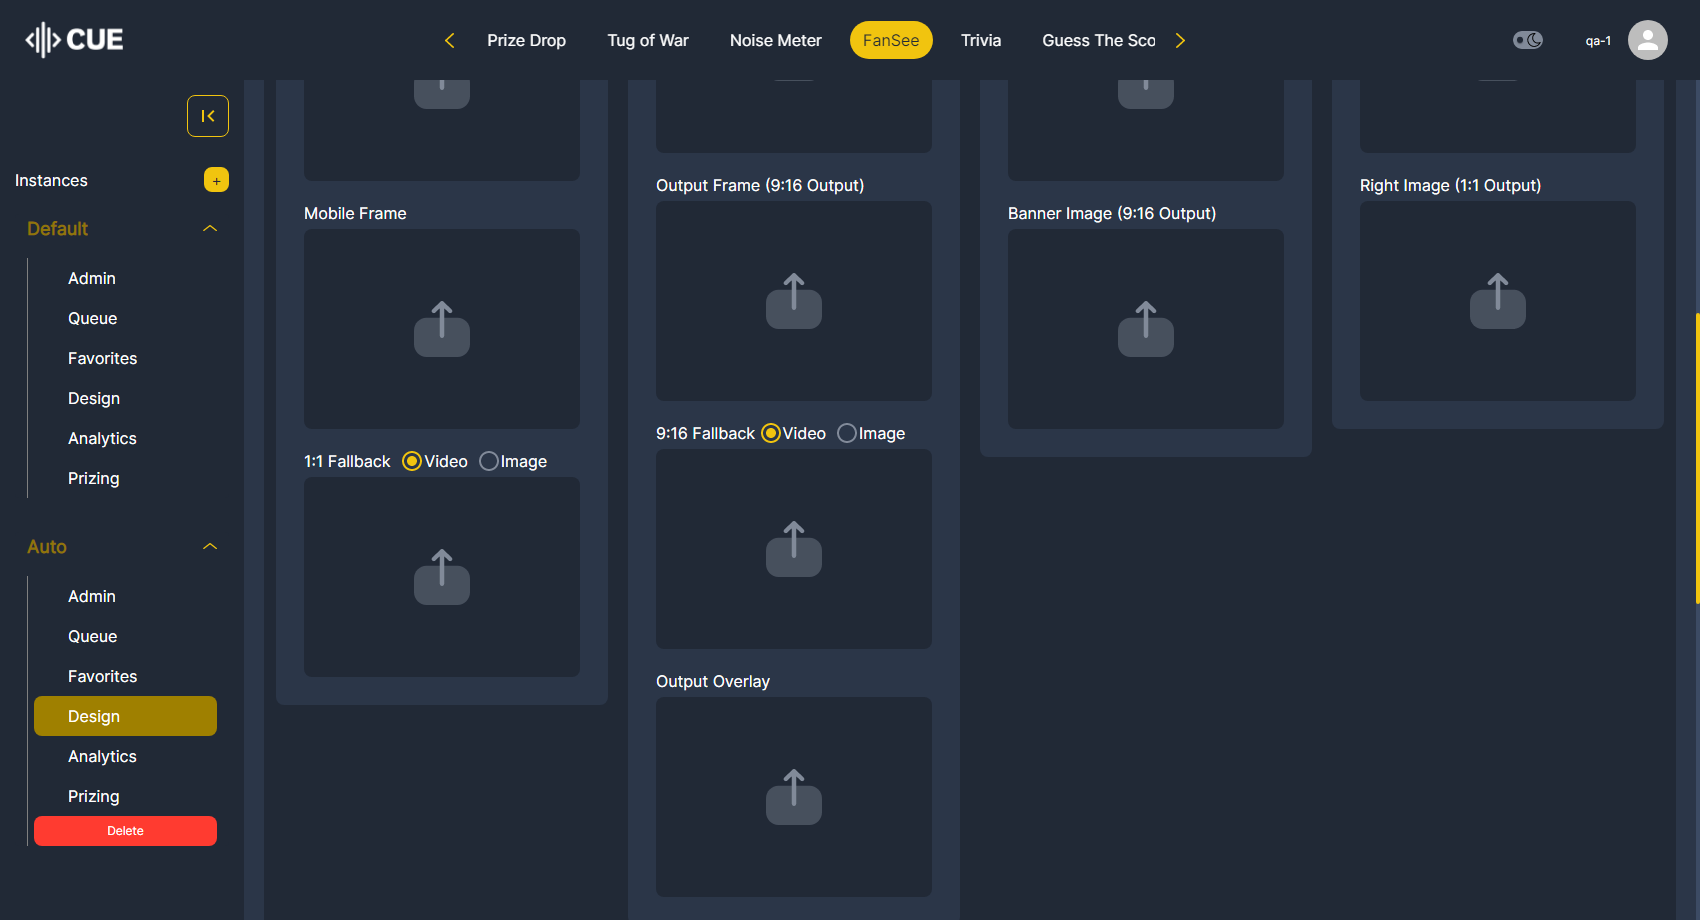 CUE
Prize Drop
Tug of War
Noise Meter
FanSee
Trivia
Guess The Sco
qa-1
Instances
+
Default
Admin
Queue
Favorites
Design
Analytics
Prizing
Auto
Admin
Queue
Favorites
Design
Analytics
Prizing
Delete
Mobile Frame
1:1 Fallback Video Image
Output Frame (9:16 Output)
9:16 Fallback Video Image
Output Overlay
Banner Image (9:16 Output)
Right Image (1:1 Output)